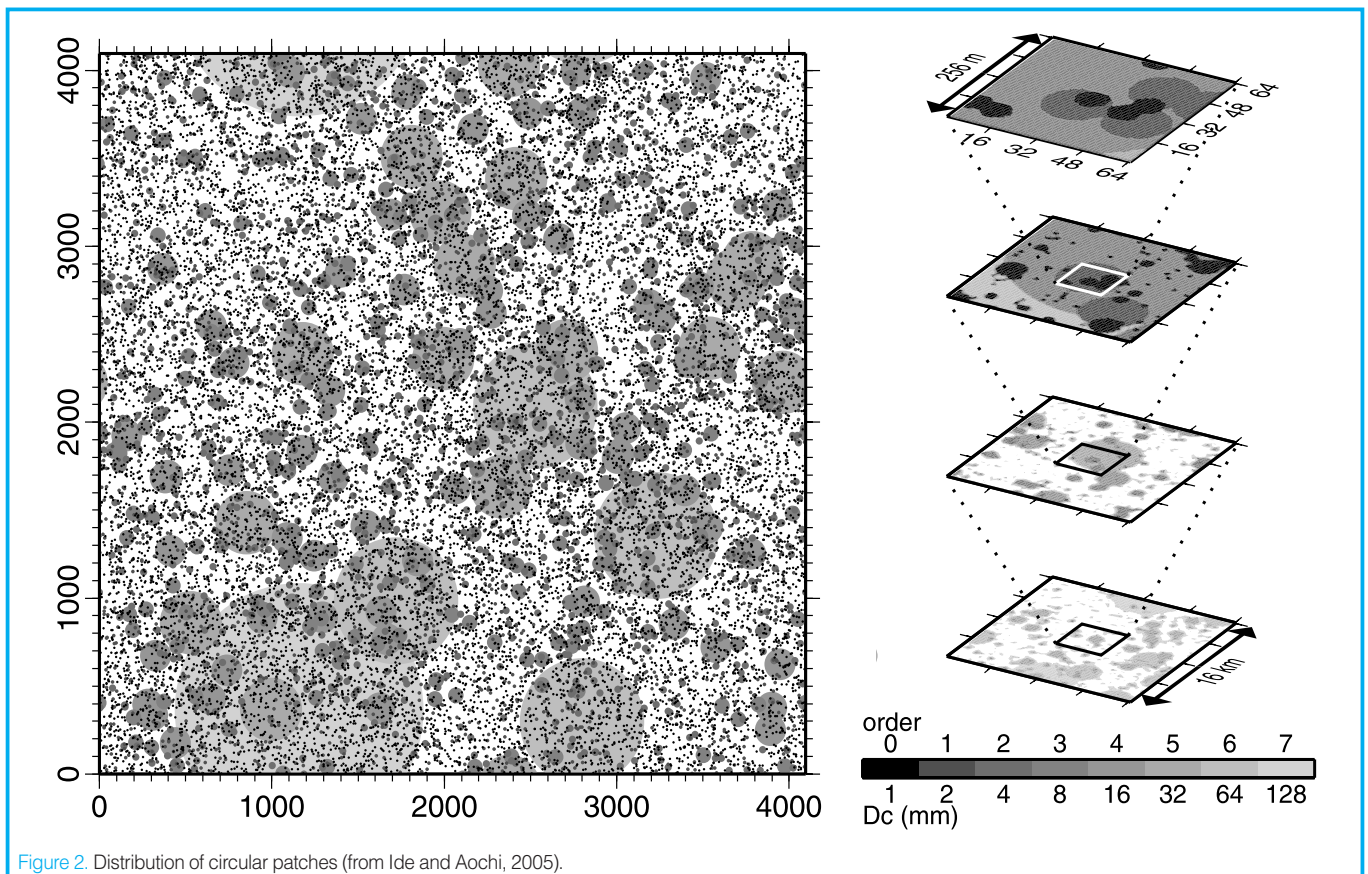 4000
3000
2000
1000
0
0 1000 2000 3000 4000
256 m
16 32 48 64
16 32 48 64
16 km
order
0 1 2 3 4 5 6 7
1 2 4 8 16 32 64 128
Dc (mm)
Figure 2. Distribution of circular patches (from Ide and Aochi, 2005).